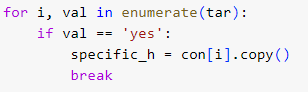 for i, val in enumerate(tar):
    if val == 'yes':
        specific_h = con[i].copy()
        break